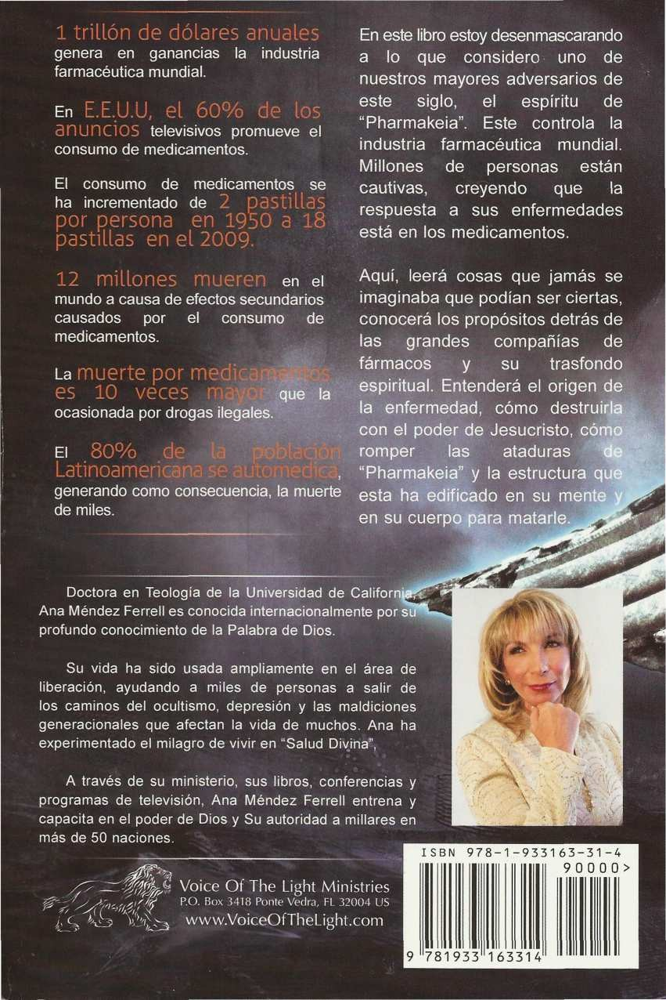 1 trillón de dólares anuales
genera en ganancias la industria
farmacéutica mundial.
En E.E.U.U, el 60% de los
anuncios televisivos promueve el
consumo de medicamentos.
El consumo de medicamentos se
ha incrementado de 2 pastillas
por persona en 1950 a 18
pastillas en el 2009.
12 millones mueren en el
mundo a causa de efectos secundarios
causados por el consumo de
medicamentos.
La muerte por medicamentos
es 10 veces mayor que la
ocasionada por drogas ilegales.
El 80% de la población
Latinoamericana se automedica,
generando como consecuencia, la muerte
de miles.
En este libro estoy desenmascarando
a lo que considero uno de
nuestros mayores adversarios de
este siglo, el espíritu de
“Pharmakeia”. Este controla la
industria farmacéutica mundial.
Millones de personas están
cautivas, creyendo que la
respuesta a sus enfermedades
está en los medicamentos.
Aquí, leerá cosas que jamás se
imaginaba que podían ser ciertas,
conocerá los propósitos detrás de
las grandes compañías de
fármacos y su trasfondo
espiritual. Entenderá el origen de
la enfermedad, cómo destruirla
con el poder de Jesucristo, cómo
romper las ataduras de
“Pharmakeia” y la estructura que
esta ha edificado en su mente y
en su cuerpo para matarle.
Doctora en Teología de la Universidad de California,
Ana Méndez Ferrell es conocida internacionalmente por su
profundo conocimiento de la Palabra de Dios.
Su vida ha sido usada ampliamente en el área de
liberación, ayudando a miles de personas a salir de
los caminos del ocultismo, depresión y las maldiciones
generacionales que afectan la vida de muchos. Ana ha
experimentado el milagro de vivir en “Salud Divina”,
A través de su ministerio, sus libros, conferencias y
programas de televisión, Ana Méndez Ferrell entrena y
capacita en el poder de Dios y Su autoridad a millares en
más de 50 naciones.
Voice Of The Light Ministries
P.O. Box 3418 Ponte Vedra, FL 32004 US
www.VoiceOfTheLight.com
ISBN 978-1-933163-31-4
90000>
9 781933 163314